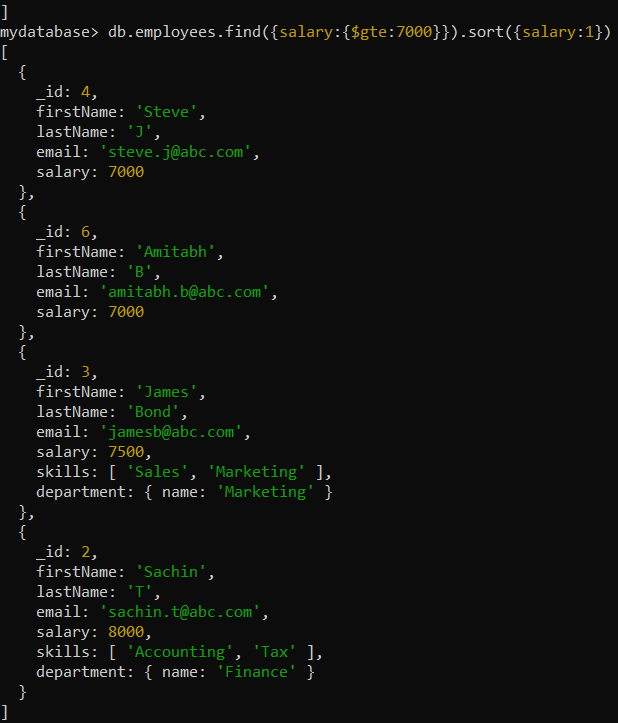 ]
mydatabase> db.employees.find({salary:{$gte:7000}}).sort({salary:1})
[
  {
    _id: 4,
    firstName: 'Steve',
    lastName: 'J',
    email: 'steve.j@abc.com',
    salary: 7000
  },
  {
    _id: 6,
    firstName: 'Amitabh',
    lastName: 'B',
    email: 'amitabh.b@abc.com',
    salary: 7000
  },
  {
    _id: 3,
    firstName: 'James',
    lastName: 'Bond',
    email: 'jamesb@abc.com',
    salary: 7500,
    skills: [ 'Sales', 'Marketing' ],
    department: { name: 'Marketing' }
  },
  {
    _id: 2,
    firstName: 'Sachin',
    lastName: 'T',
    email: 'sachin.t@abc.com',
    salary: 8000,
    skills: [ 'Accounting', 'Tax' ],
    department: { name: 'Finance' }
  }
]